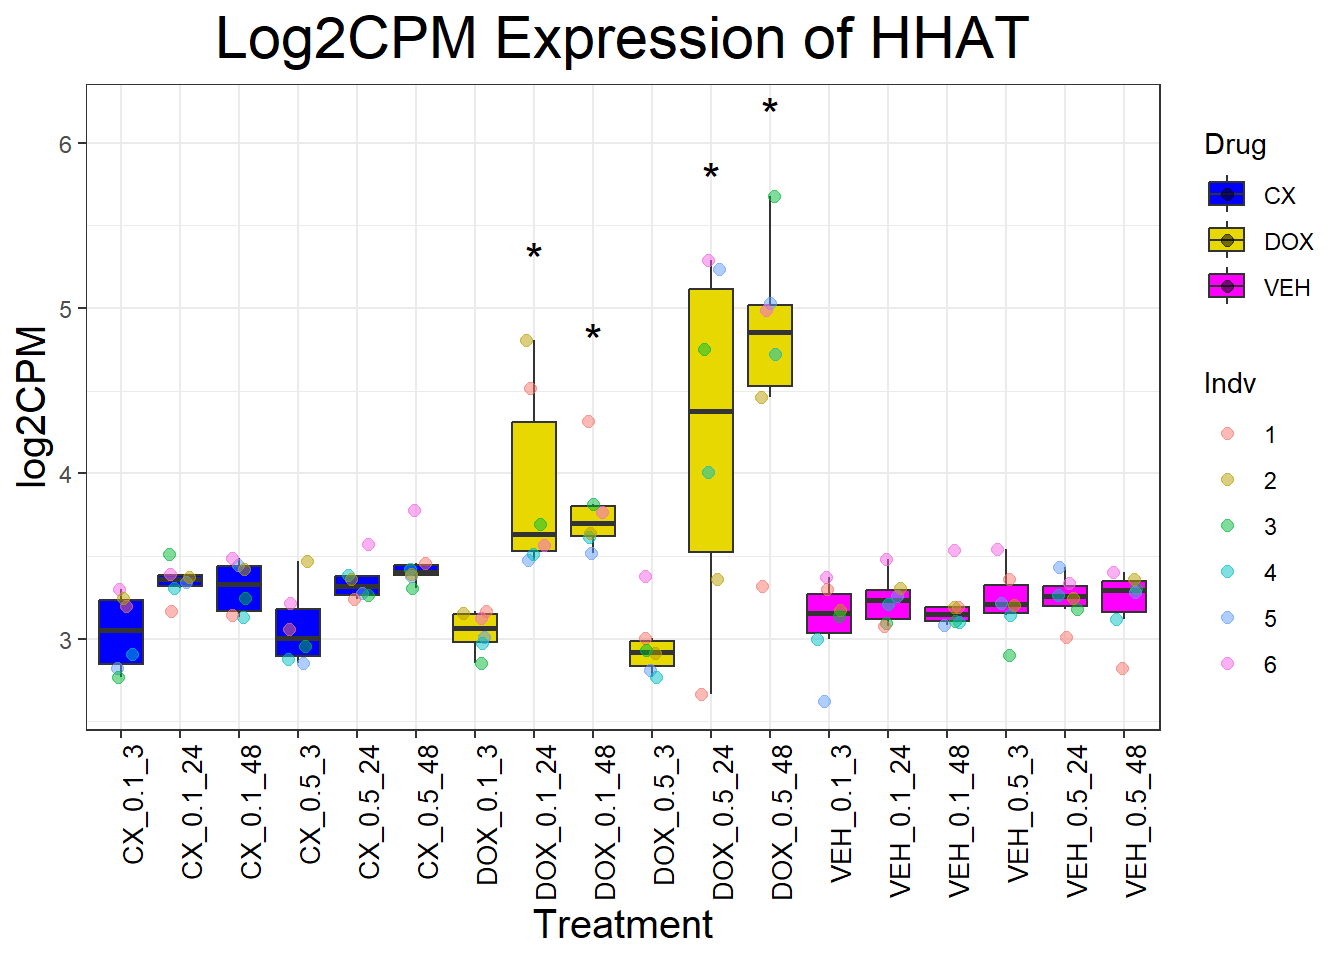 Log2CPM Expression of HHAT
log2CPM
6
5
4
3
*
*
*
*
CX_0.1_3
CX_0.1_24
CX_0.1_48
CX_0.5_3
CX_0.5_24
CX_0.5_48
DOX_0.1_3
DOX_0.1_24
DOX_0.1_48
DOX_0.5_3
DOX_0.5_24
DOX_0.5_48
VEH_0.1_3
VEH_0.1_24
VEH_0.1_48
VEH_0.5_3
VEH_0.5_24
VEH_0.5_48
Treatment
Drug
CX
DOX
VEH
Indv
1
2
3
4
5
6